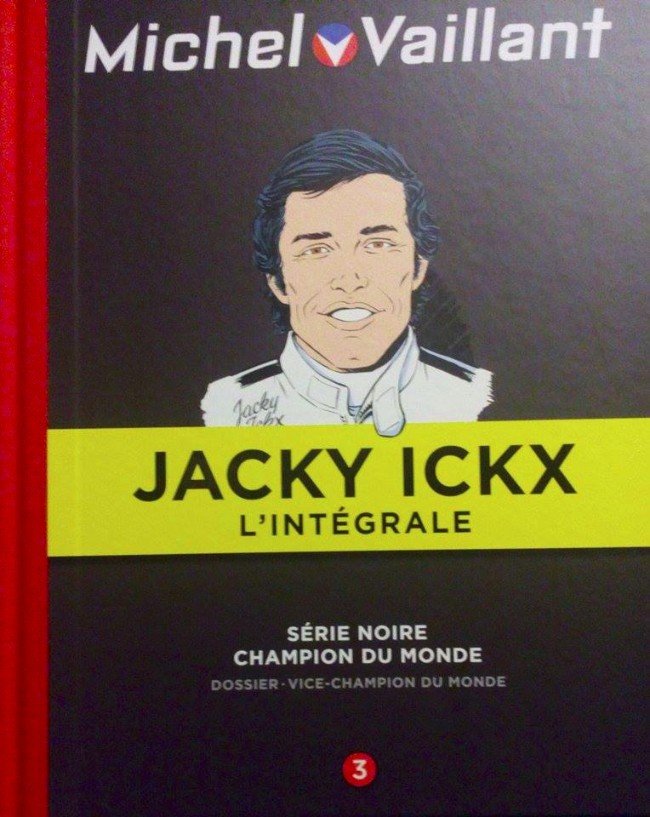 Michel Vaillant
Jacky
Ickx
JACKY ICKX
L'INTÉGRALE
SÉRIE NOIRE
CHAMPION DU MONDE
DOSSIER - VICE-CHAMPION DU MONDE
3